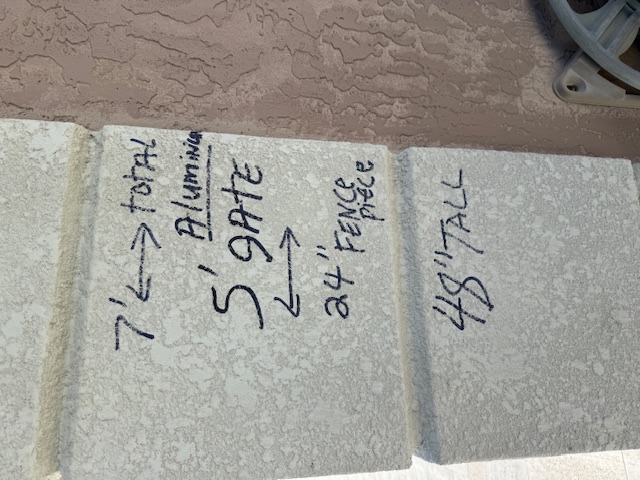 7' ↔ TOTAL
Aluminum
5' GATE
↔
24" FENCE
piece
48" TALL